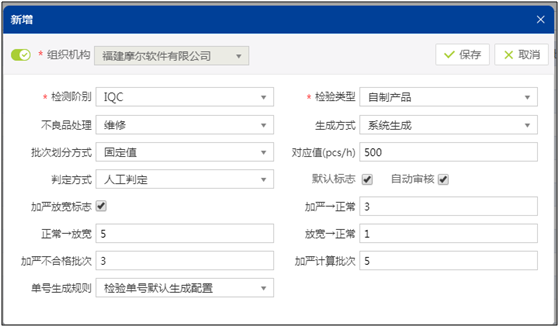 新增
* 组织机构 福建摩尔软件有限公司 保存 取消
* 检测阶别 IQC * 检验类型 自制产品
不良品处理 维修 生成方式 系统生成
批次划分方式 固定值 对应值(pcs/h) 500
判定方式 人工判定 默认标志 自动审核
加严放宽标志 加严→正常 3
正常→放宽 5 放宽→正常 1
加严不合格批次 3 加严计算批次 5
单号生成规则 检验单号默认生成配置